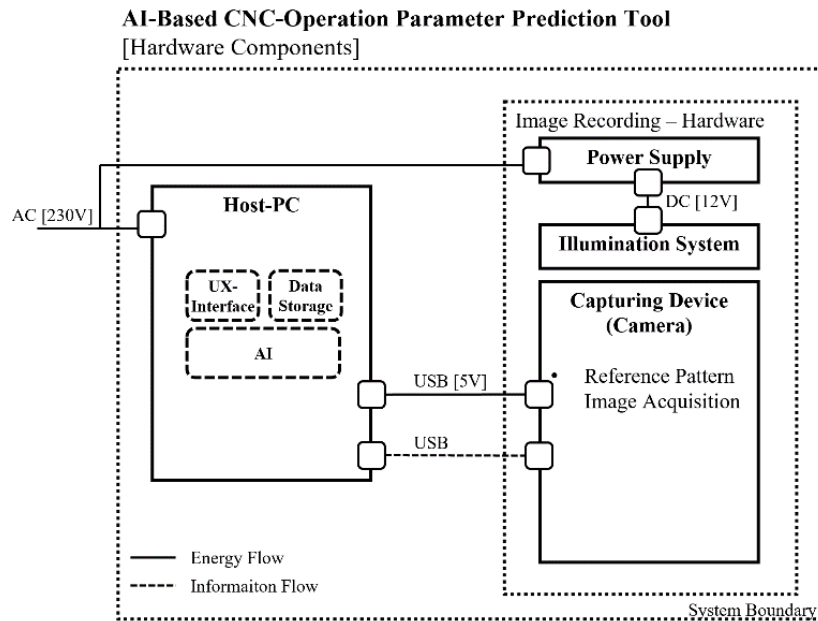 AI-Based CNC-Operation Parameter Prediction Tool
[Hardware Components]
Image Recording – Hardware
Power Supply
AC [230V]
Host-PC
DC [12V]
Illumination System
UX-
Interface
Data
Storage
AI
Capturing Device
(Camera)
• Reference Pattern
Image Acquisition
USB [5V]
USB
Energy Flow
Informaiton Flow
System Boundary